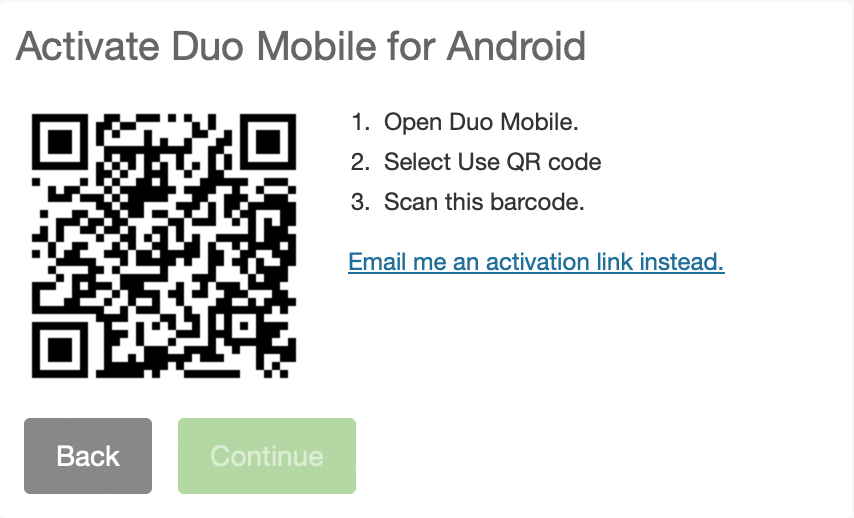 Activate Duo Mobile for Android
1. Open Duo Mobile.
2. Select Use QR code
3. Scan this barcode.
Email me an activation link instead.
Back
Continue